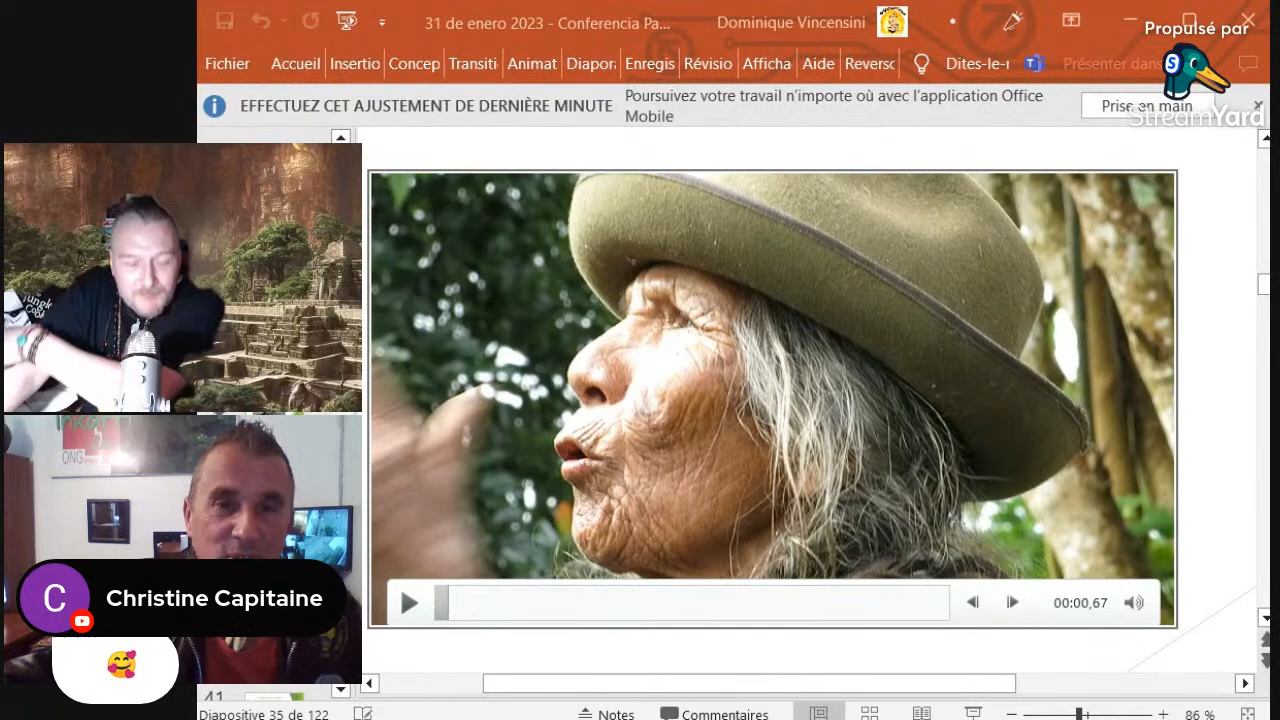 31 de enero 2023 - Conferencia Pa...
Dominique Vincensini
Propulsé par
StreamYard
Fichier Accueil Insertio Concep Transiti Animat Diapora Enregis Révisio Afficha Aide Reversc Dites-le-r Présenter dans
EFFECTUEZ CET AJUSTEMENT DE DERNIÈRE MINUTE
Poursuivez votre travail n'importe où avec l'application Office
Mobile
Prise en main
Jungle
ONG
C
Christine Capitaine
00:00,67
41
Diapositive 35 de 122
Notes
Commentaires
86 %